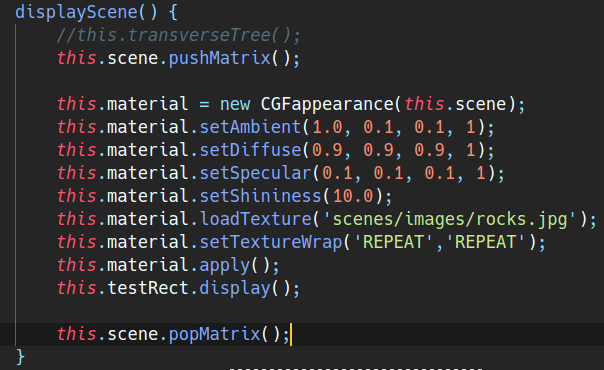 displayScene() {
//this.transverseTree();
this.scene.pushMatrix();
this.material = new CGFappearance(this.scene);
this.material.setAmbient(1.0, 0.1, 0.1, 1);
this.material.setDiffuse(0.9, 0.9, 0.9, 1);
this.material.setSpecular(0.1, 0.1, 0.1, 1);
this.material.setShininess(10.0);
this.material.loadTexture('scenes/images/rocks.jpg');
this.material.setTextureWrap('REPEAT','REPEAT');
this.material.apply();
this.testRect.display();
this.scene.popMatrix();
}